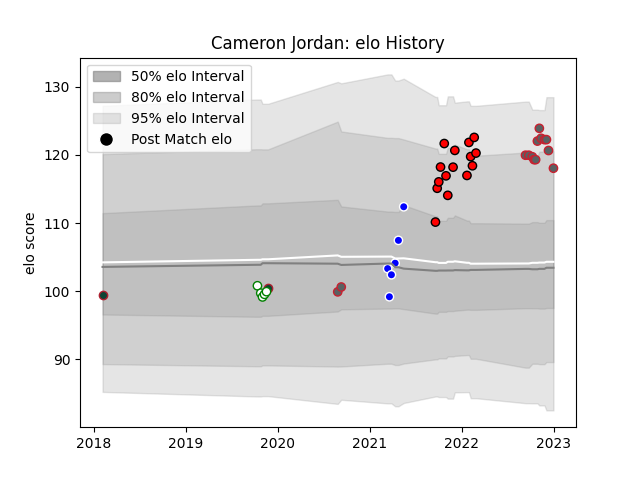 Cameron Jordan: elo History
50% elo Interval
80% elo Interval
95% elo Interval
Post Match elo
elo score
130
120
110
100
90
2018
2019
2020
2021
2022
2023